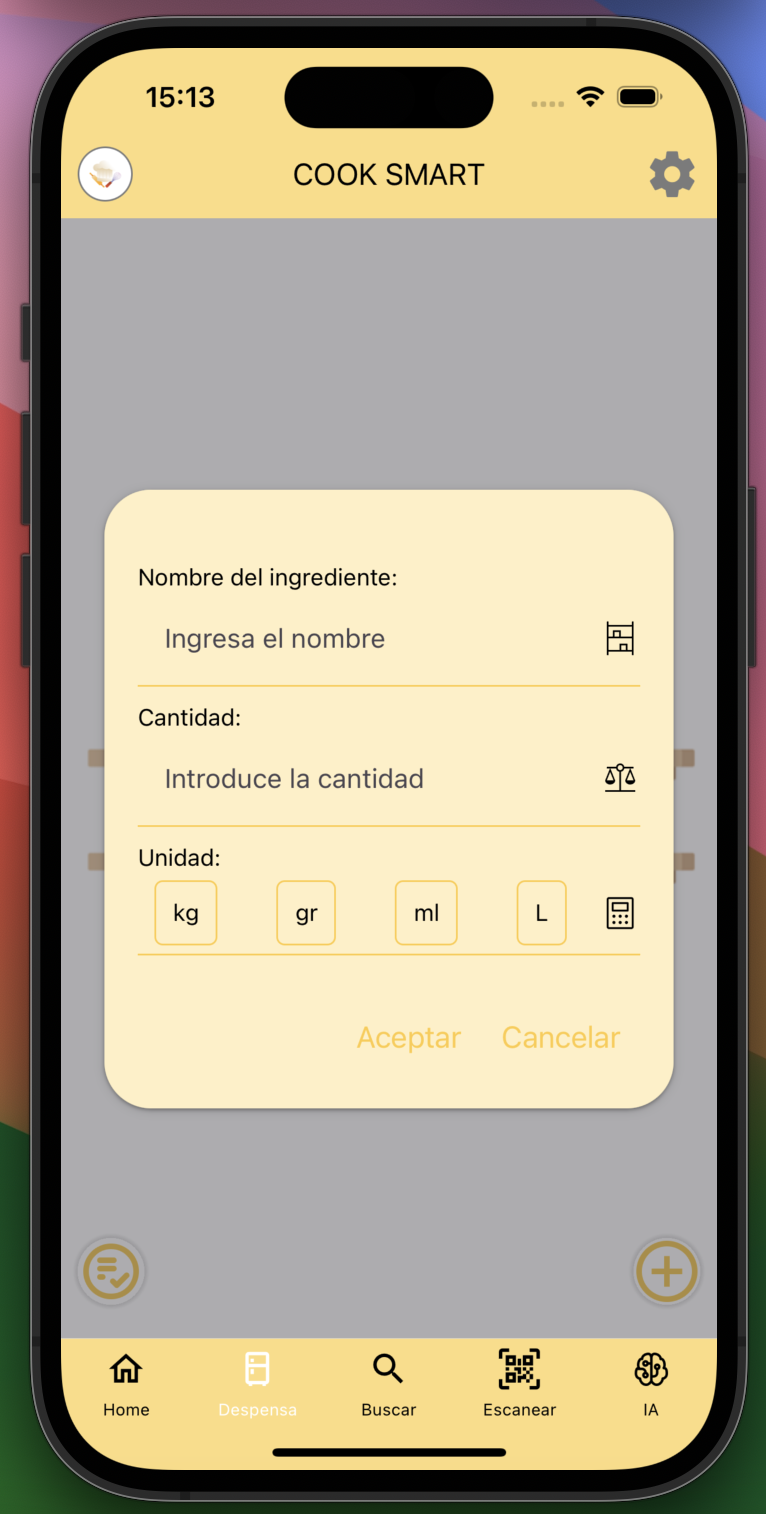 15:13
COOK SMART
Nombre del ingrediente:
Ingresa el nombre
Cantidad:
Introduce la cantidad
Unidad:
kg gr ml L
Aceptar Cancelar
Home Despensa Buscar Escanear IA